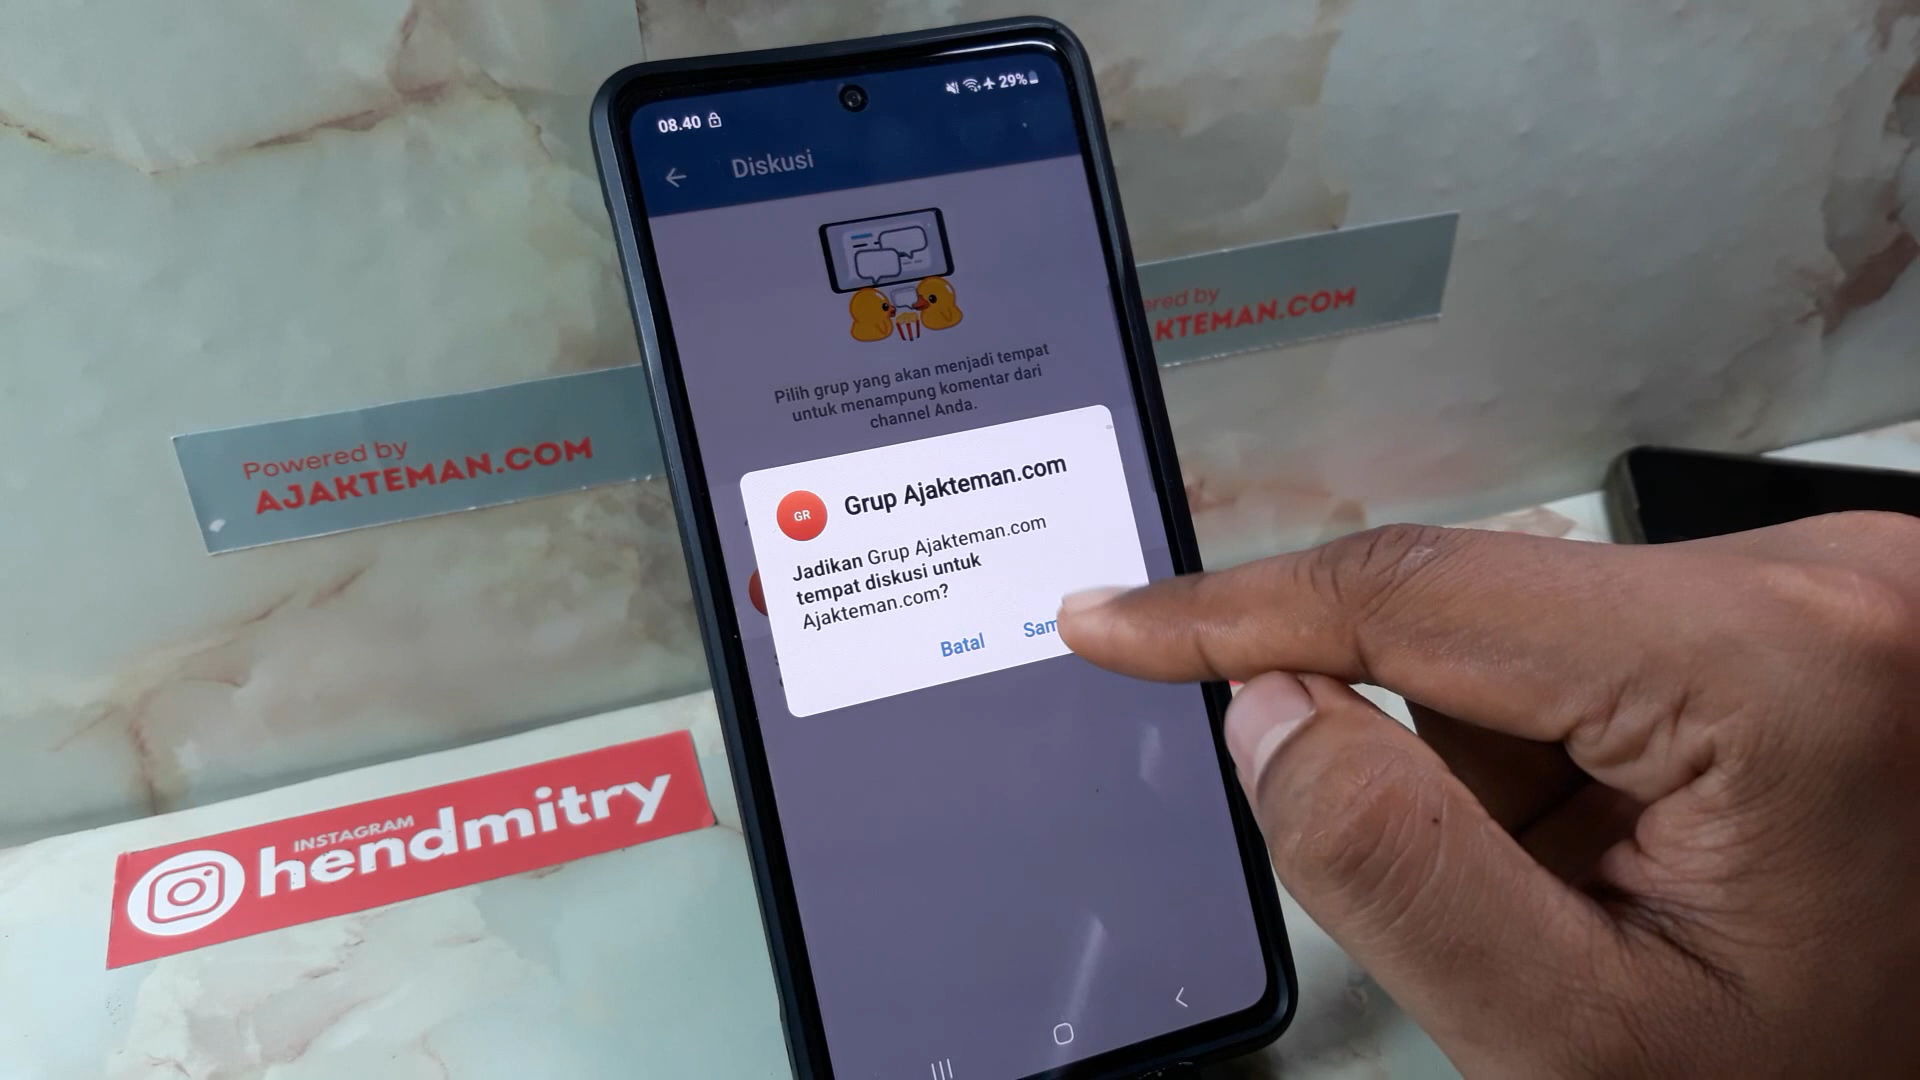 08.40
29%
Diskusi
Pilih grup yang akan menjadi tempat
untuk menampung komentar dari
channel Anda.
GR
Grup Ajakteman.com
Jadikan Grup Ajakteman.com
tempat diskusi untuk
Ajakteman.com?
Batal
Powered by
AJAKTEMAN.COM
ered by
KTEMAN.COM
INSTAGRAM
hendmitry